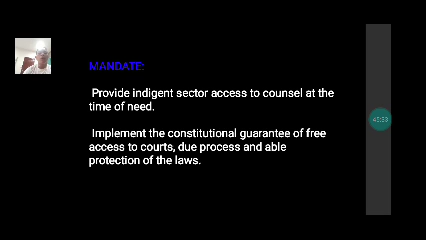 MANDATE:
Provide indigent sector access to counsel at the
time of need.
Implement the constitutional guarantee of free
access to courts, due process and able
protection of the laws.